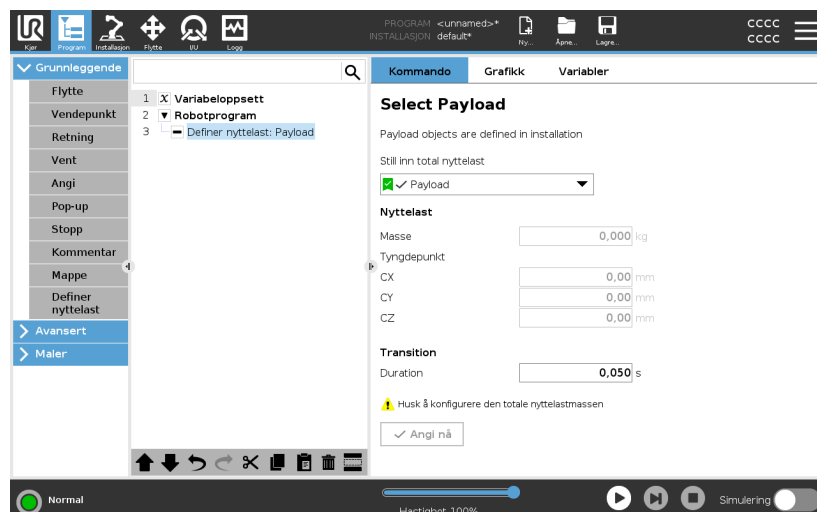 UR
PROGRAM <unnamed>*
INSTALLASJON default*
Kjør Program Installasjon Flytte I/U Logg
Ny... Åpne... Lagre...
cccc
cccc
Grunnleggende
Flytte
Vendepunkt
Retning
Vent
Angi
Pop-up
Stopp
Kommentar
Mappe
Definer
nyttelast
Avansert
Maler
1 X Variabeloppsett
2 ▼ Robotprogram
3 Definer nyttelast: Payload
Kommando Grafikk Variabler
Select Payload
Payload objects are defined in installation
Still inn total nyttelast
Payload
Nyttelast
Masse 0,000 kg
Tyngdepunkt
CX 0,00 mm
CY 0,00 mm
CZ 0,00 mm
Transition
Duration 0,050 s
Husk å konfigurere den totale nyttelastmassen
Angi nå
Normal
Hastighet 100%
Simulering